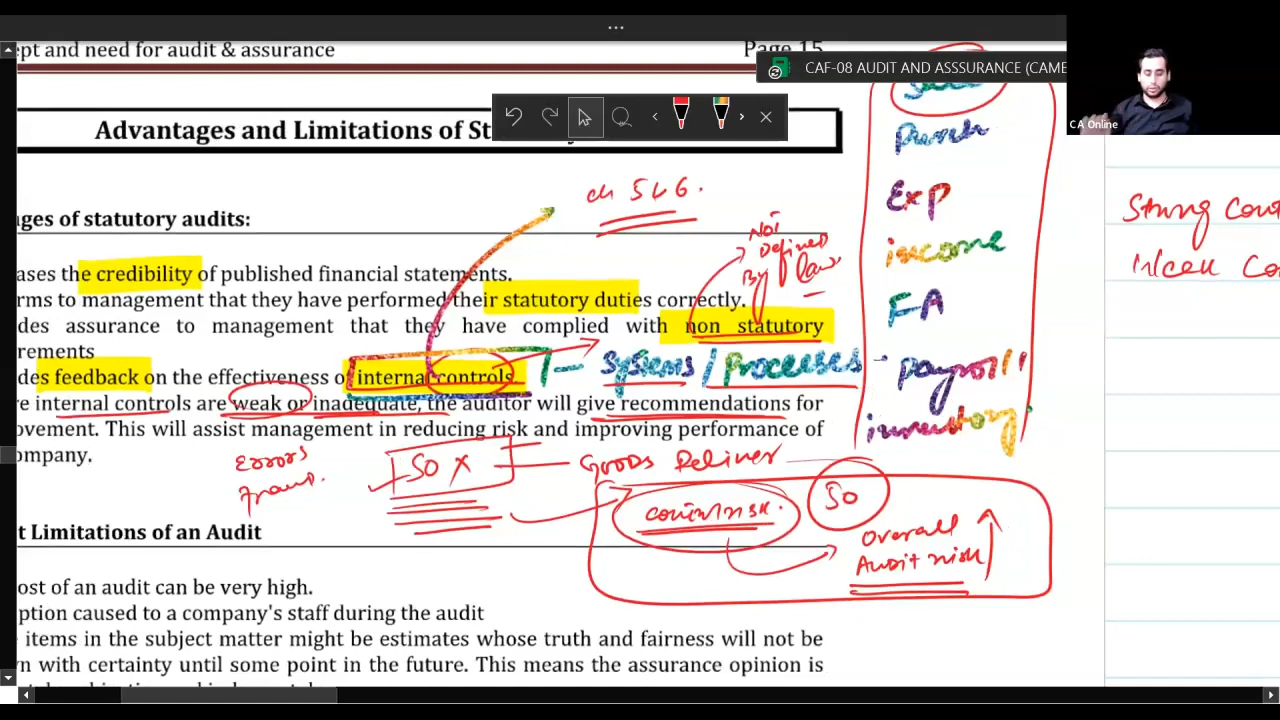 ept and need for audit & assurance
Page 15
CAF-08 AUDIT AND ASSSURANCE (CAME
C A Online
Advantages and Limitations of St
Purch
Exp
income
F-A
payroll
inventory
ch 5 & 6.
Not
Defined
By law
Strong Con
Weak Co
ages of statutory audits:
ases the credibility of published financial statements.
rms to management that they have performed their statutory duties correctly.
des assurance to management that they have complied with non statutory
irements
des feedback on the effectiveness of internal controls
Systems / Processes
re internal controls are weak or inadequate, the auditor will give recommendations for
ovement. This will assist management in reducing risk and improving performance of
company.
Errors
Fraud.
SO X
Goods Deliver
SO
control risk.
Overall
Audit risk
t Limitations of an Audit
ost of an audit can be very high.
ption caused to a company's staff during the audit
items in the subject matter might be estimates whose truth and fairness will not be
n with certainty until some point in the future. This means the assurance opinion is